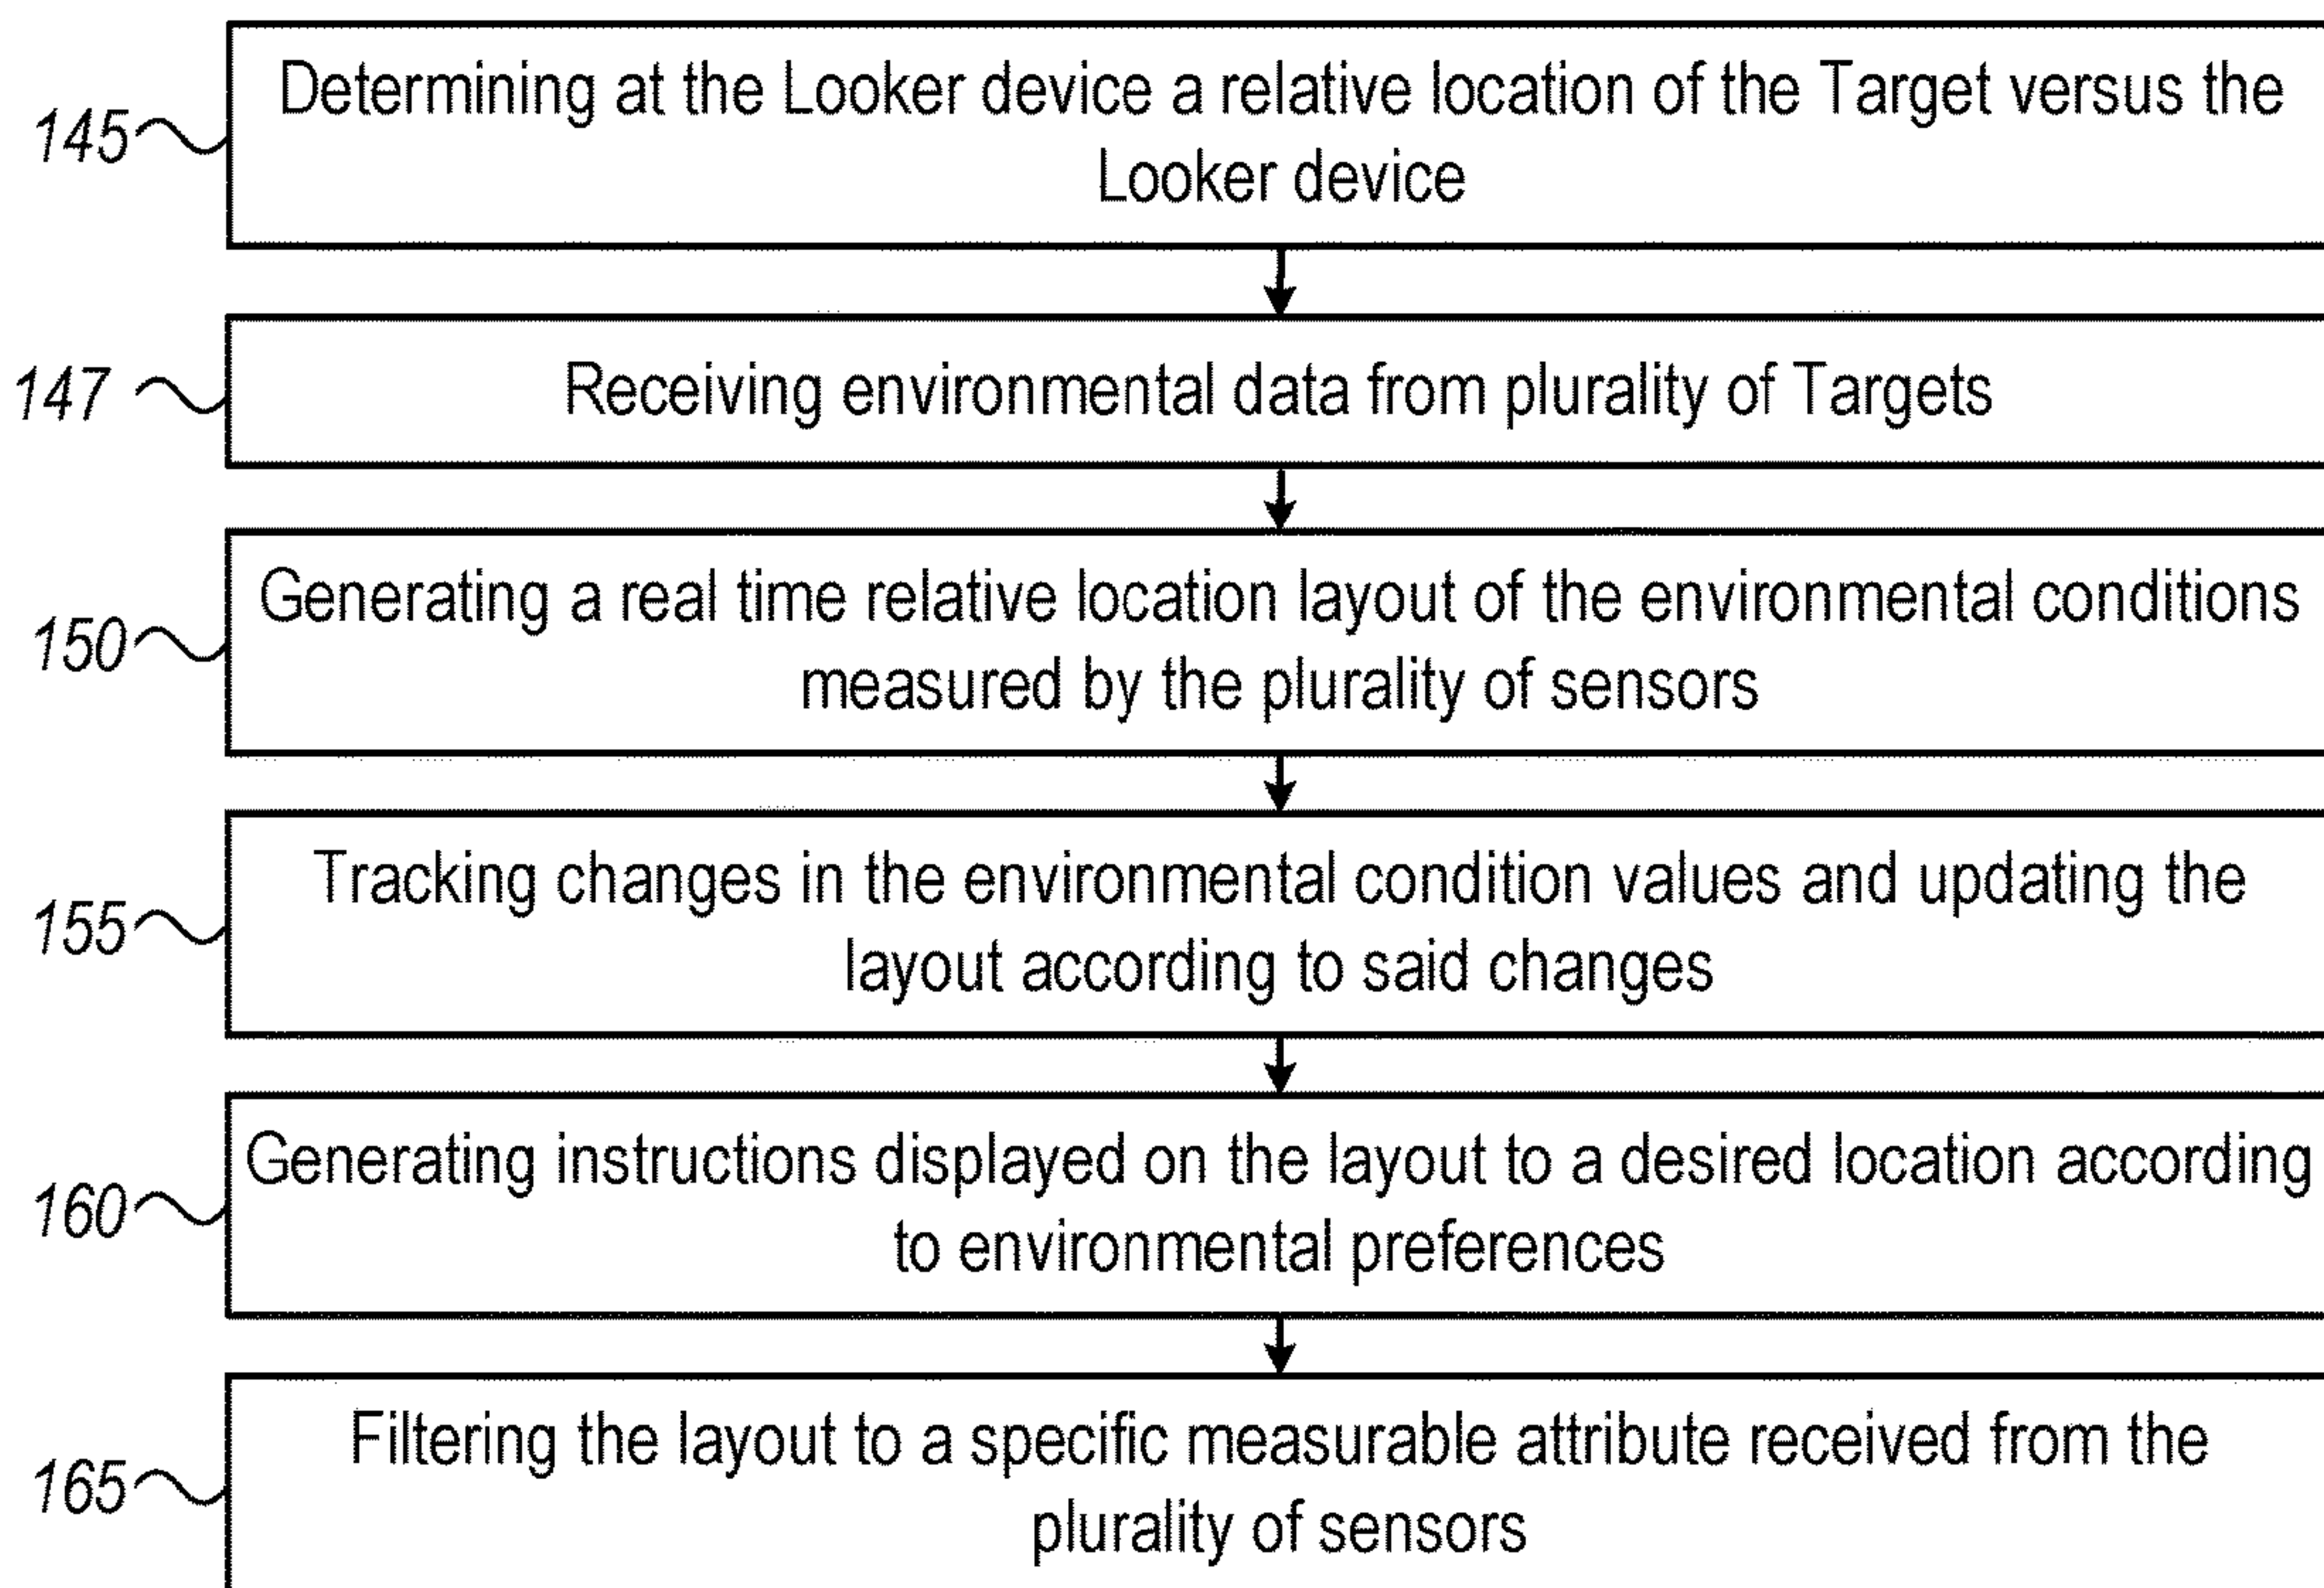 145
Determining at the Looker device a relative location of the Target versus the
Looker device
147
Receiving environmental data from plurality of Targets
150
Generating a real time relative location layout of the environmental conditions
measured by the plurality of sensors
155
Tracking changes in the environmental condition values and updating the
layout according to said changes
160
Generating instructions displayed on the layout to a desired location according
to environmental preferences
165
Filtering the layout to a specific measurable attribute received from the
plurality of sensors